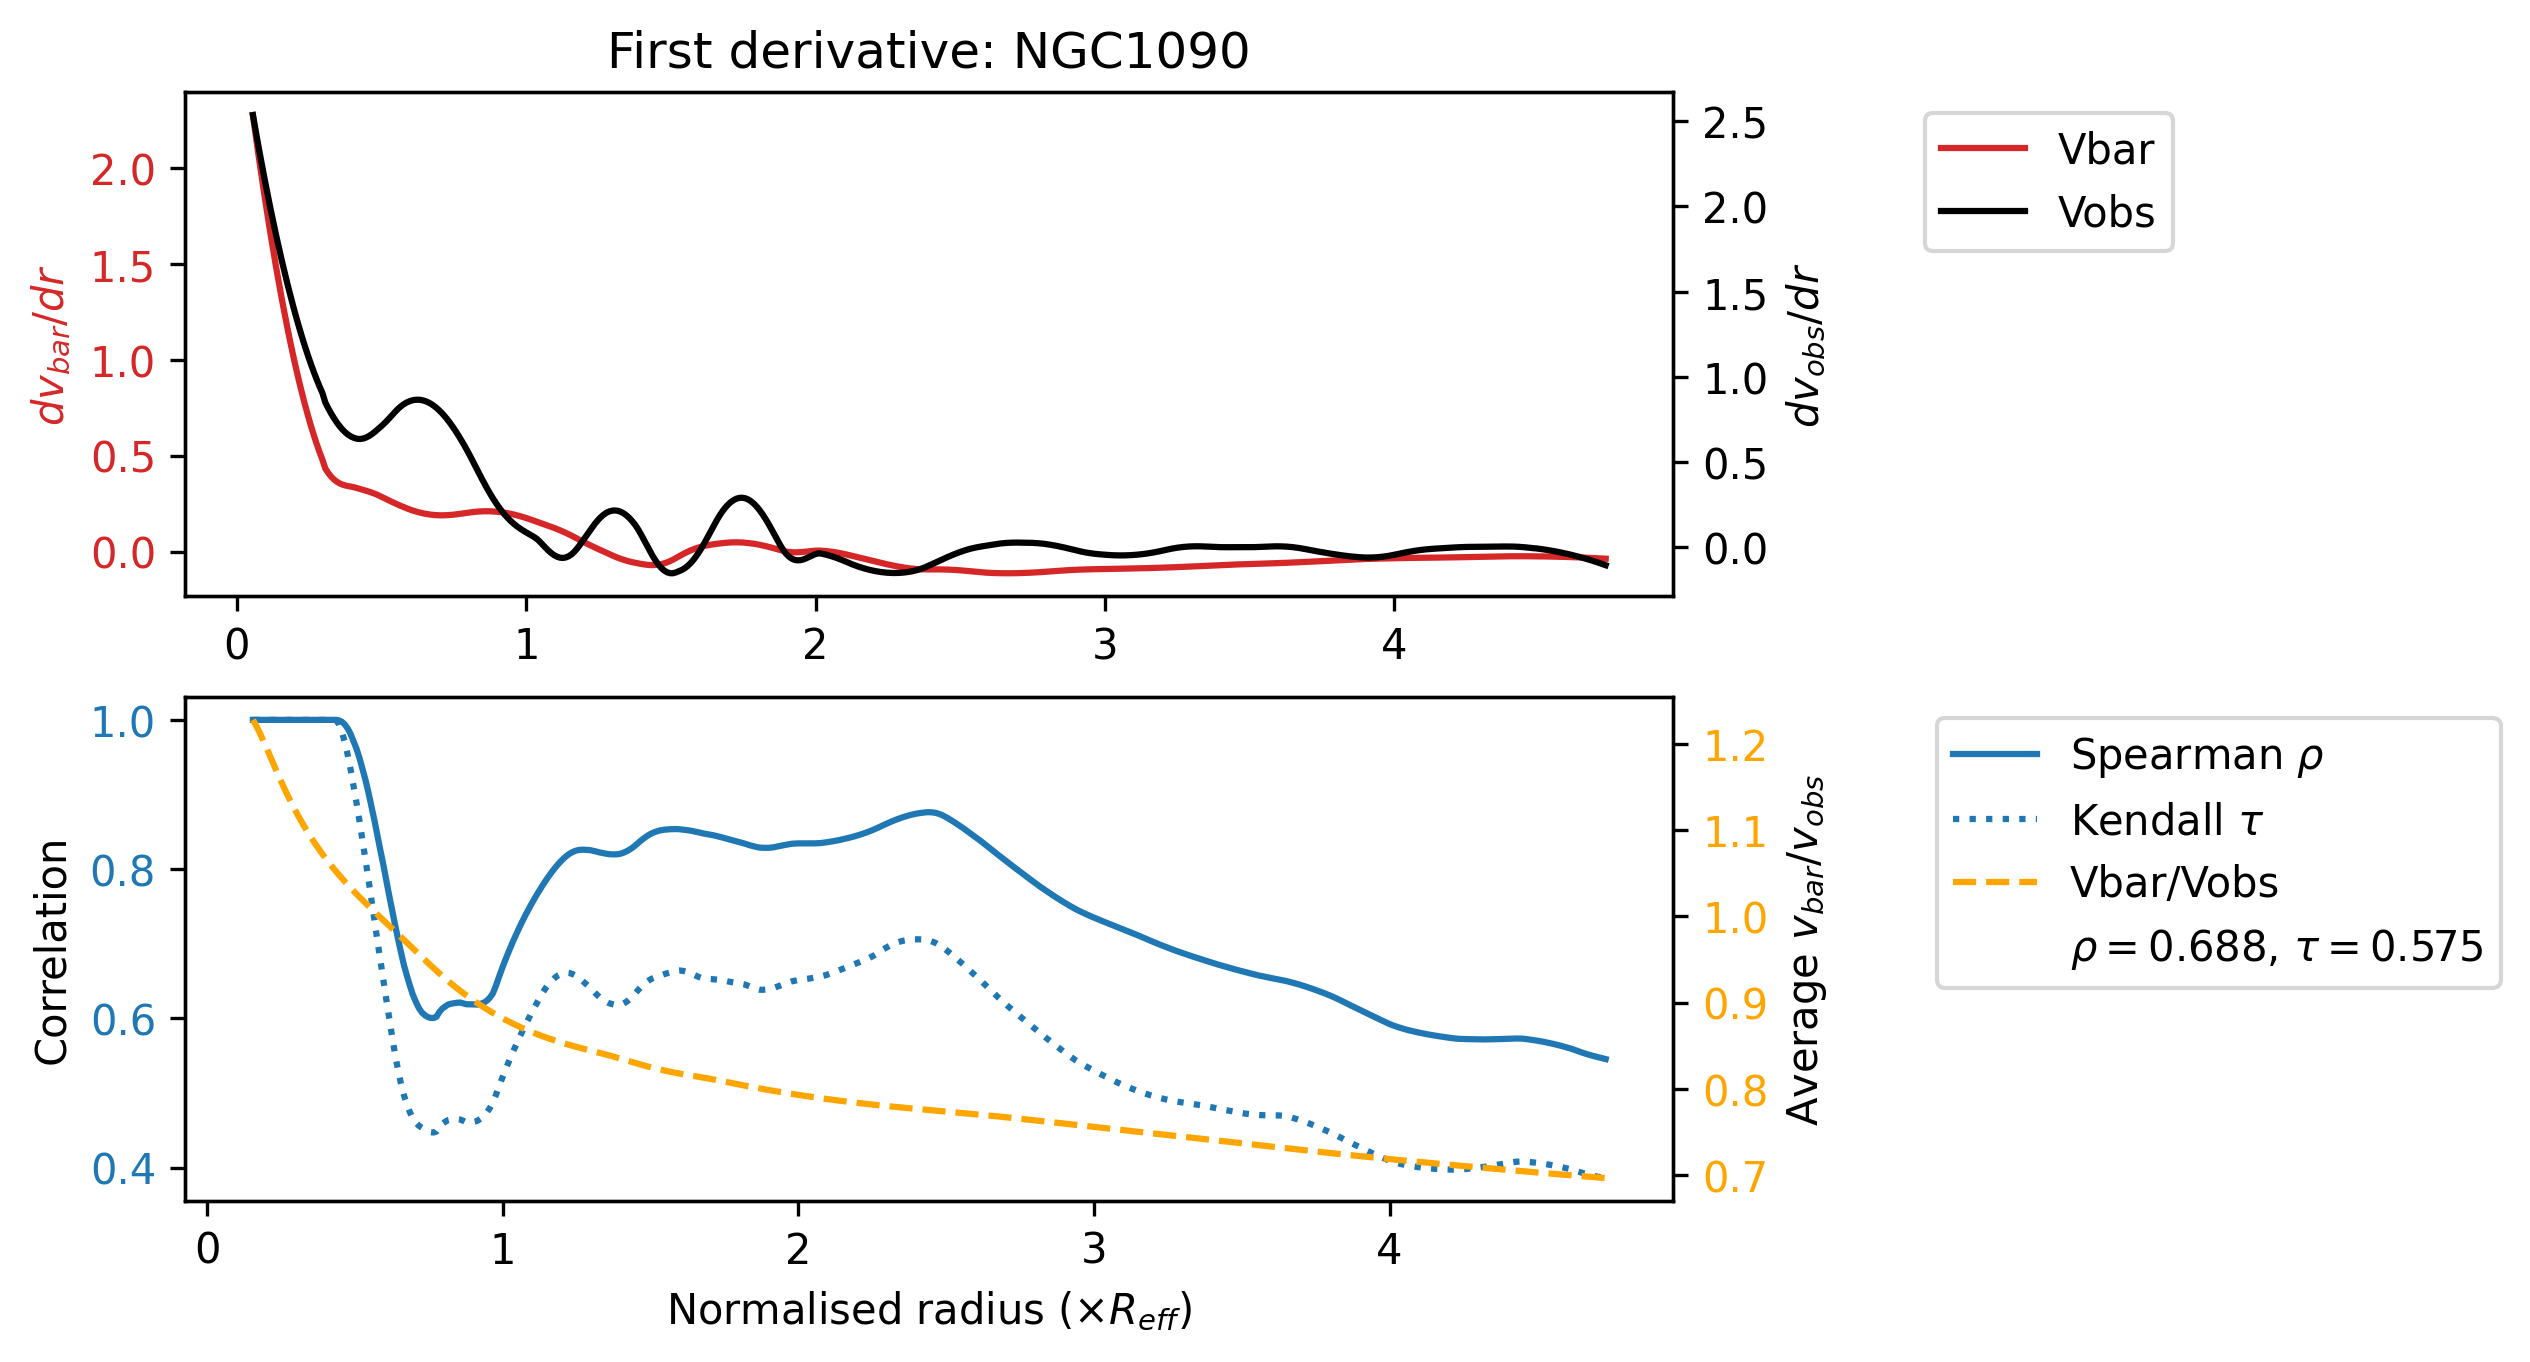 First derivative: NGC1090
2.0
1.5
1.0
0.5
0.0
dv_bar/dr
2.5
2.0
1.5
1.0
0.5
0.0
dv_obs/dr
0 1 2 3 4
Vbar
Vobs
1.0
0.8
0.6
0.4
Correlation
1.2
1.1
1.0
0.9
0.8
0.7
Average v_bar/v_obs
0 1 2 3 4
Normalised radius (×R_eff)
Spearman ρ
Kendall τ
Vbar/Vobs
ρ = 0.688, τ = 0.575